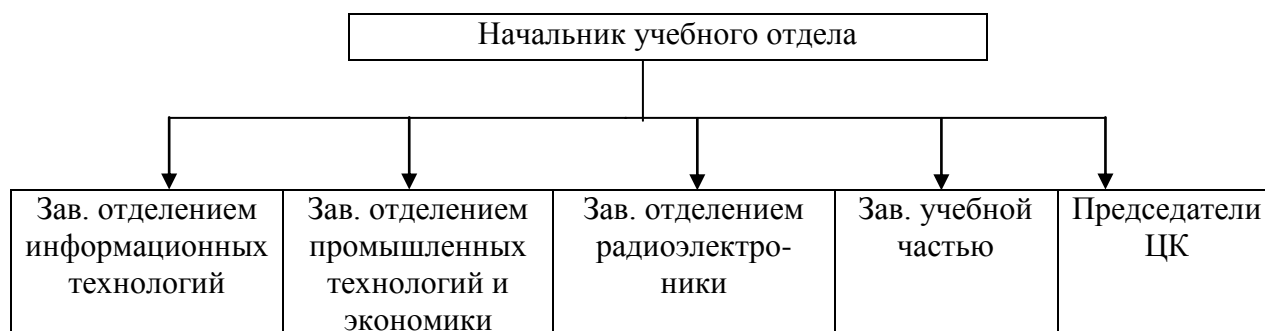 Начальник учебного отдела
Зав. отделением
информационных
технологий
Зав. отделением
промышленных
технологий и
экономики
Зав. отделением
радиоэлектро-
ники
Зав. учебной
частью
Председатели
ЦК